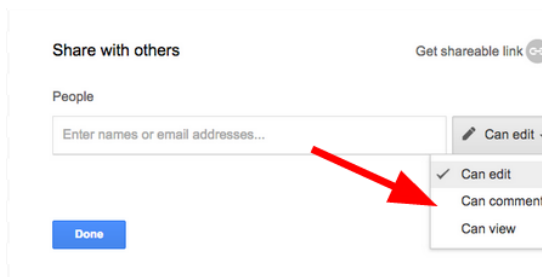 Share with others
Get shareable link
People
Enter names or email addresses...
Can edit
Can edit
Can comment
Can view
Done